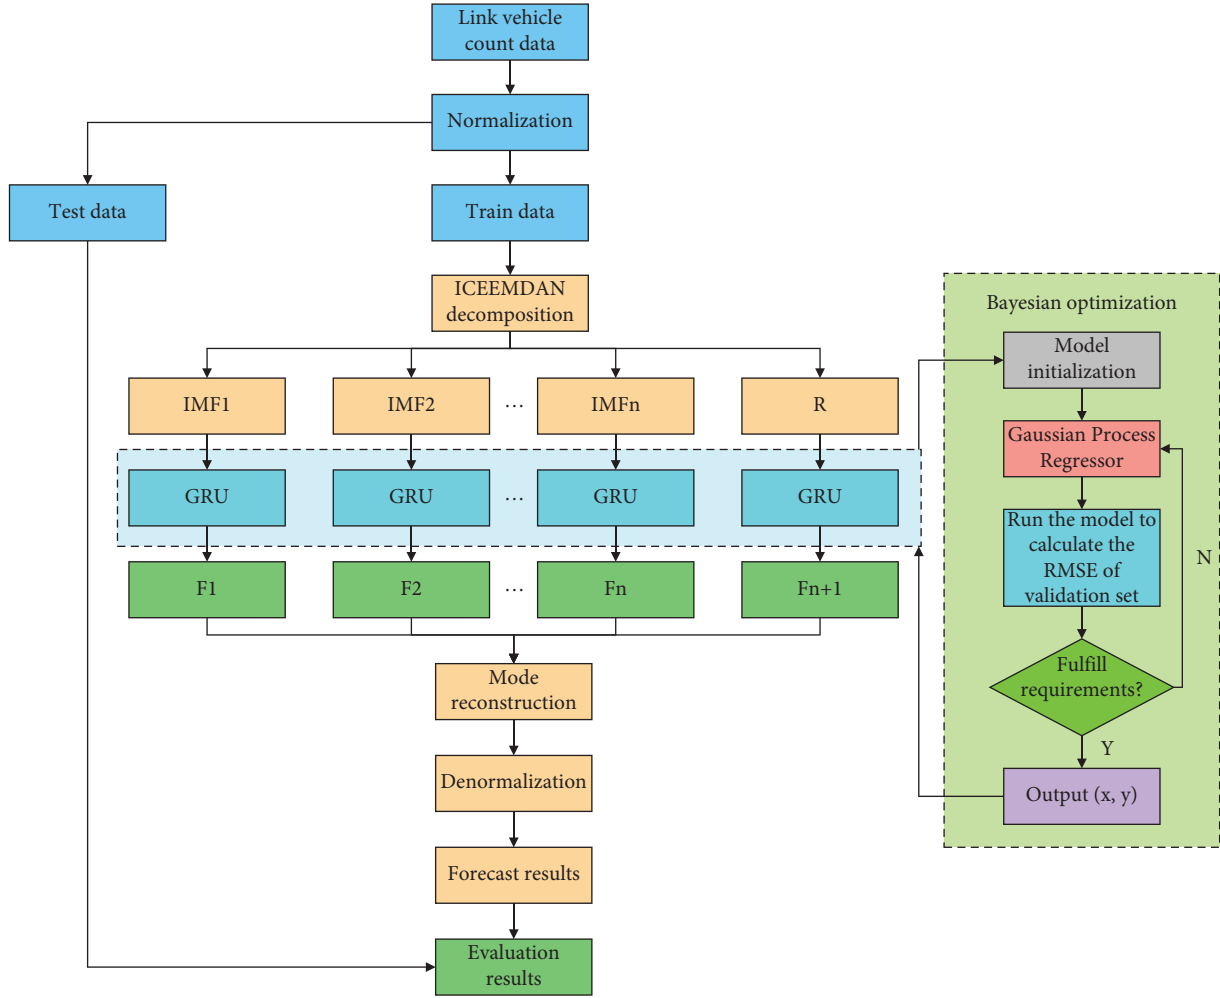 Link vehicle
count data
Normalization
Test data
Train data
ICEEMDAN
decomposition
IMF1
IMF2
...
IMFn
R
GRU
GRU
...
GRU
GRU
F1
F2
...
Fn
Fn+1
Mode
reconstruction
Denormalization
Forecast results
Evaluation
results
Bayesian optimization
Model
initialization
Gaussian Process
Regressor
Run the model to
calculate the
RMSE of
validation set
N
Fulfill
requirements?
Y
Output (x, y)